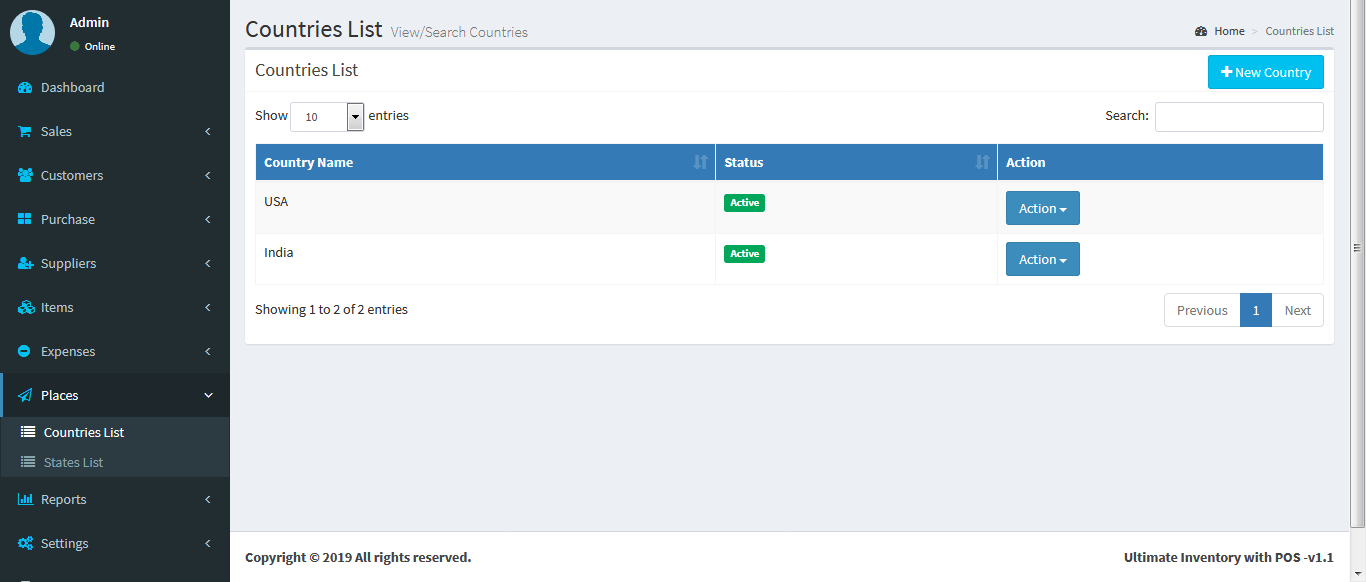 Admin
Online
Dashboard
Sales
Customers
Purchase
Suppliers
Items
Expenses
Places
Countries List
States List
Reports
Settings
Countries List View/Search Countries
Home > Countries List
Countries List
New Country
Show 10 entries
Search:
Country Name Status Action
USA Active Action
India Active Action
Showing 1 to 2 of 2 entries
Previous 1 Next
Copyright © 2019 All rights reserved.
Ultimate Inventory with POS -v1.1